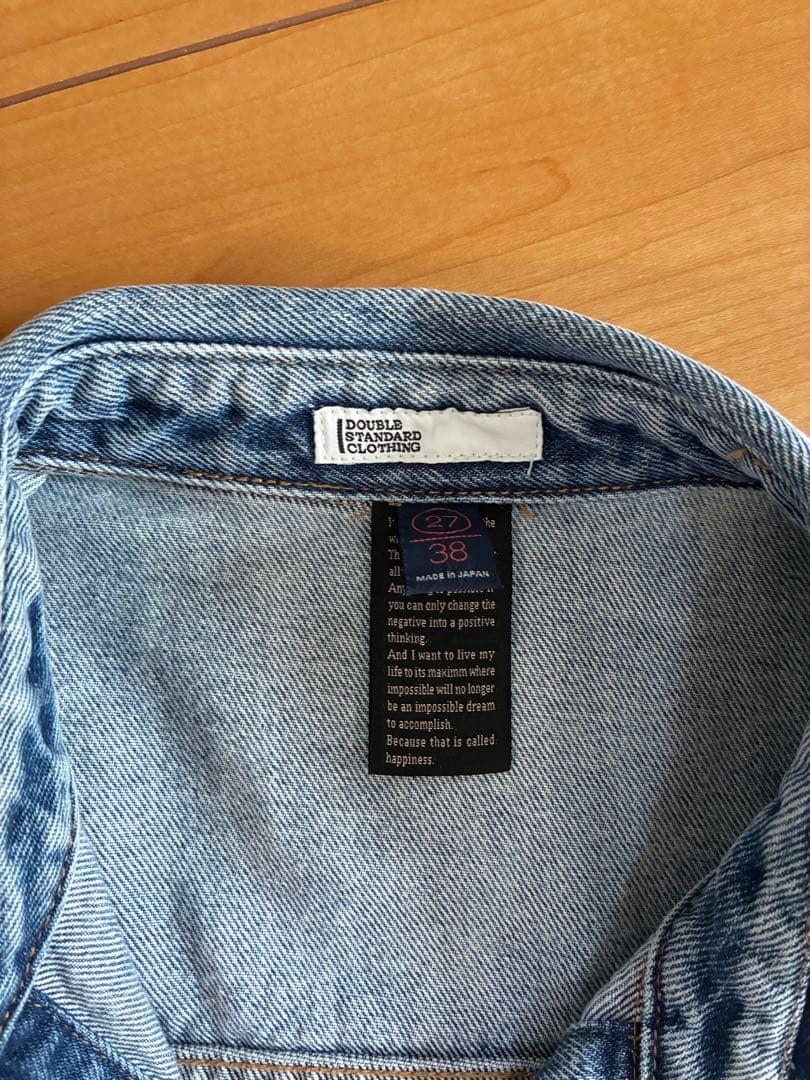 DOUBLE
STANDARD
CLOTHING
27
38
MADE in JAPAN
he
all
you can only change the
negative into a positive
thinking.
And I want to live my
life to its maximm where
impossible will no longer
be an impossible dream
to accomplish.
Because that is called
happiness.